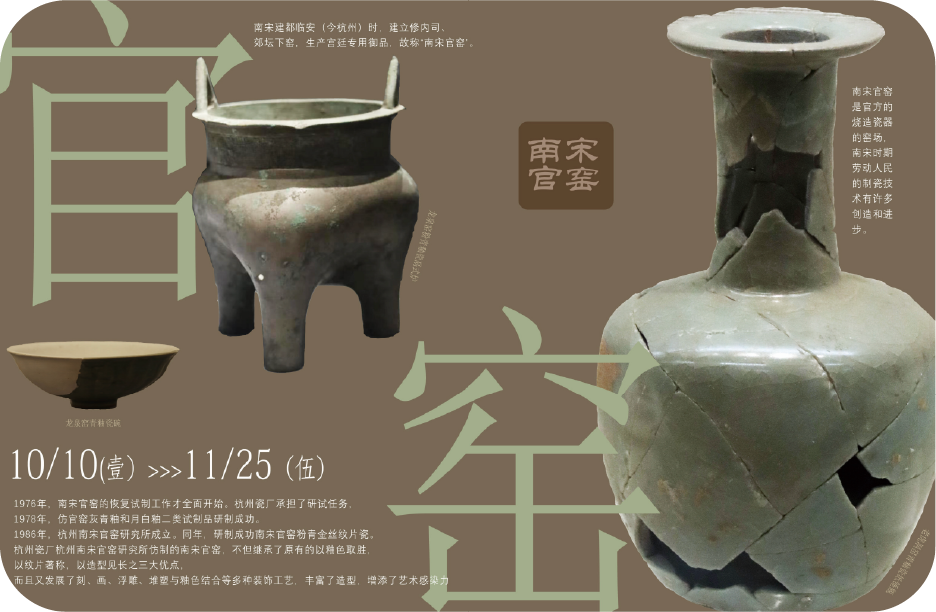 官
南宋建都临安（今杭州）时，建立修内司、
郊坛下窑，生产宫廷专用御品，故称“南宋官窑”。
南宋
官窑
南宋官窑
是官方的
烧造瓷器
的窑场，
南宋时期
劳动人民
的制瓷技
术有许多
创造和进
步。
窑
10/10(壹) >>>11/25（伍）
1976年，南宋官窑的恢复试制工作才全面开始。杭州瓷厂承担了研试任务，
1978年，仿官窑灰青釉和月白釉二类试制品研制成功。
1986年，杭州南宋官窑研究所成立。同年，研制成功南宋官窑粉青金丝纹片瓷。
杭州瓷厂杭州南宋官窑研究所仿制的南宋官窑，不但继承了原有的以釉色取胜，
以纹片著称，以造型见长之三大优点，
而且又发展了刻、画、浮雕、堆塑与釉色结合等多种装饰工艺，丰富了造型，增添了艺术感染力